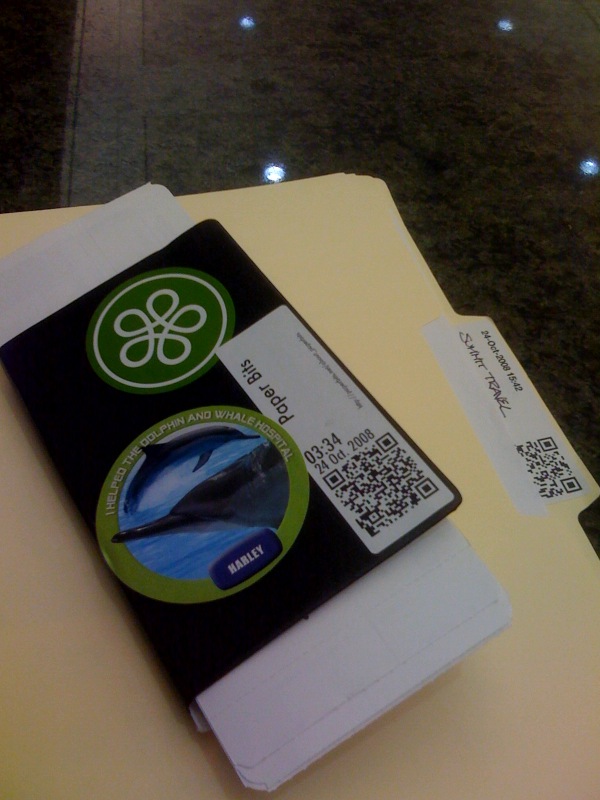 24-Oct-2008 15:42
SUMMIT TRAVEL
Paper Bits
03:34
24 Oct. 2008
I HELPED THE DOLPHIN AND WHALE HOSPITAL
HARLEY